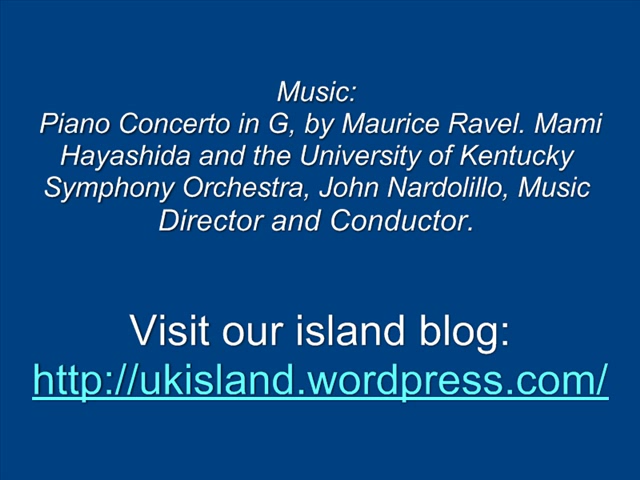 Music:
Piano Concerto in G, by Maurice Ravel. Mami
Hayashida and the University of Kentucky
Symphony Orchestra, John Nardolillo, Music
Director and Conductor.
Visit our island blog:
http://ukisland.wordpress.com/